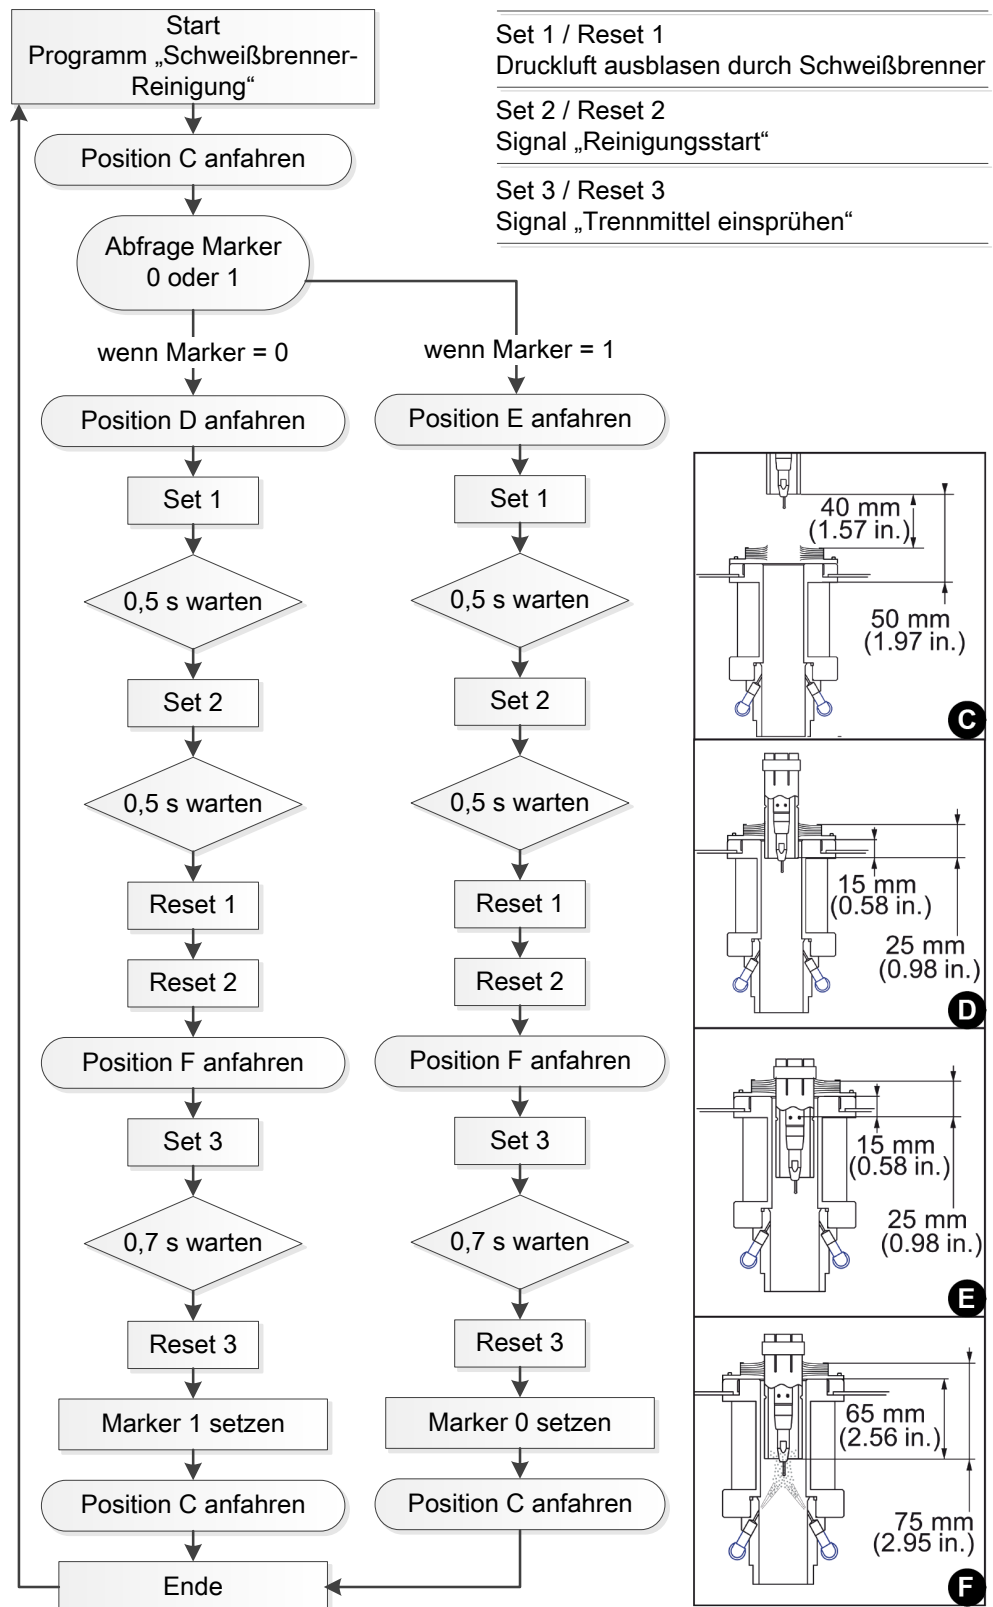 Start
Programm „Schweißbrenner-
Reinigung“
Set 1 / Reset 1
Druckluft ausblasen durch Schweißbrenner
Set 2 / Reset 2
Signal „Reinigungsstart“
Set 3 / Reset 3
Signal „Trennmittel einsprühen“
Position C anfahren
Abfrage Marker
0 oder 1
wenn Marker = 0
Position D anfahren
Set 1
0,5 s warten
Set 2
0,5 s warten
Reset 1
Reset 2
Position F anfahren
Set 3
0,7 s warten
Reset 3
Marker 1 setzen
Position C anfahren
wenn Marker = 1
Position E anfahren
Set 1
0,5 s warten
Set 2
0,5 s warten
Reset 1
Reset 2
Position F anfahren
Set 3
0,7 s warten
Reset 3
Marker 0 setzen
Position C anfahren
Ende
40 mm
(1.57 in.)
50 mm
(1.97 in.)
C
15 mm
(0.58 in.)
25 mm
(0.98 in.)
D
15 mm
(0.58 in.)
25 mm
(0.98 in.)
E
65 mm
(2.56 in.)
75 mm
(2.95 in.)
F